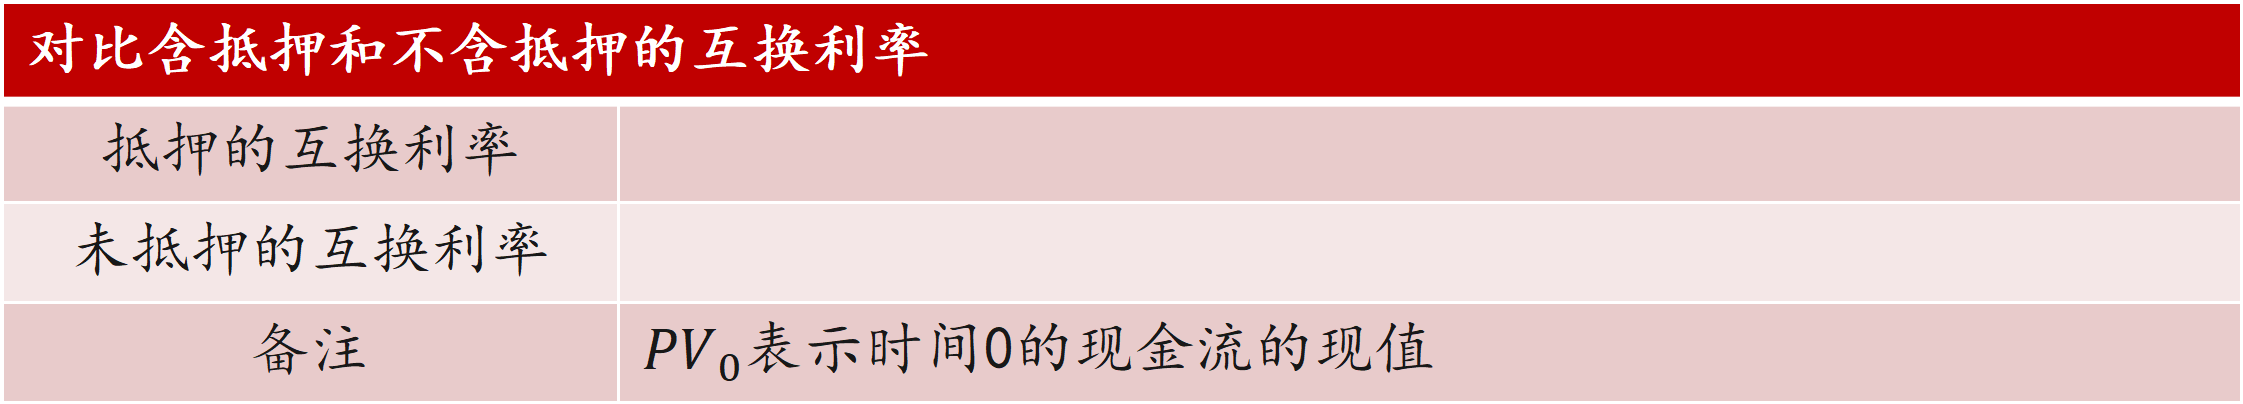 对比含抵押和不含抵押的互换利率
抵押的互换利率
未抵押的互换利率
备注 PV₀表示时间0的现金流的现值